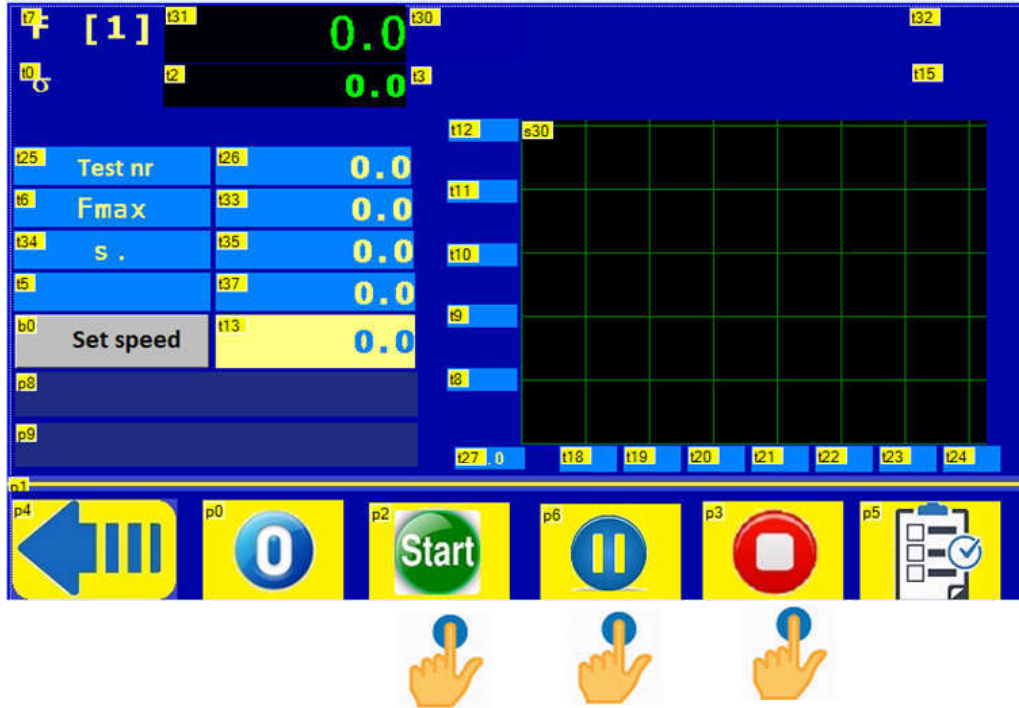 t7 F [1] t31 0.0 t30 t32
t0 σ t2 0.0 t3 t15
t12 s30
t25 Test nr t26 0.0
t11
t6 Fmax t33 0.0
t34 s . t35 0.0
t10
t5 t37 0.0
t9
b0 Set speed t13 0.0
t8
p8
p9
t27 .0 t18 t19 t20 t21 t22 t23 t24
p1
p4 p0 0 p2 Start p6 p3 p5